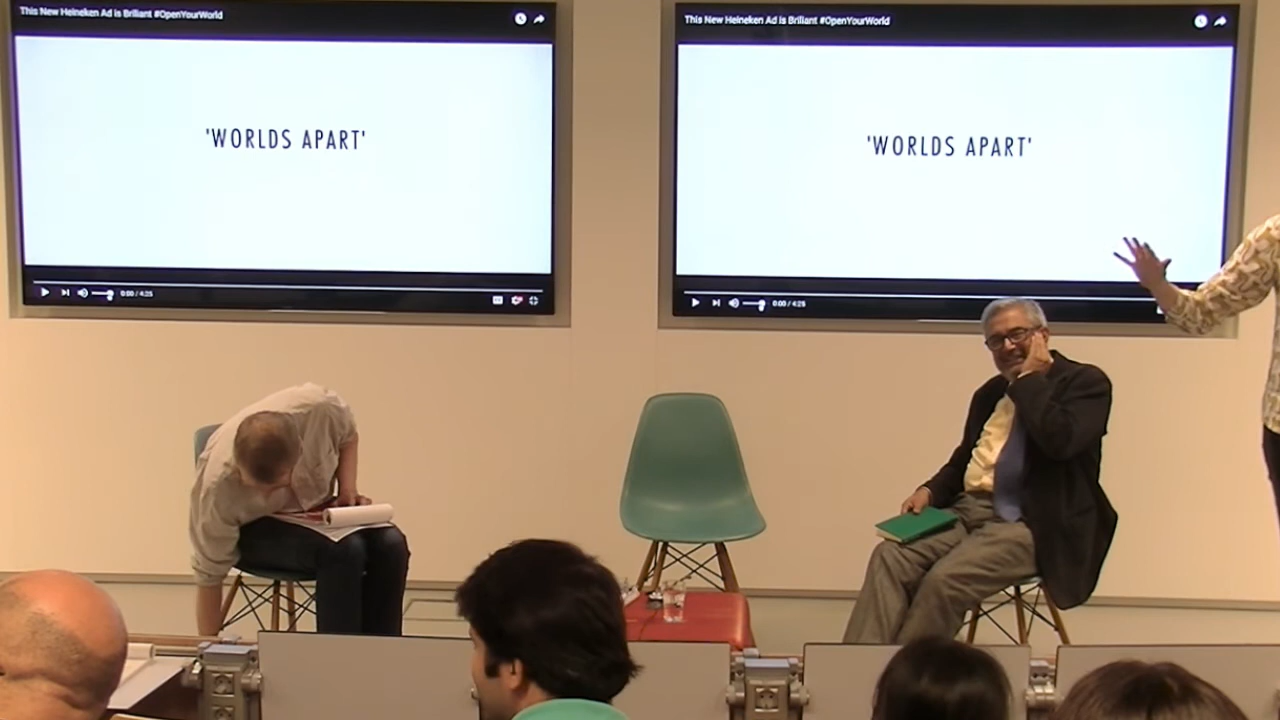 This New Heineken Ad is Brilliant #OpenYourWorld
'WORLDS APART'
0:00 / 4:25
This New Heineken Ad is Brilliant #OpenYourWorld
'WORLDS APART'
0:00 / 4:25